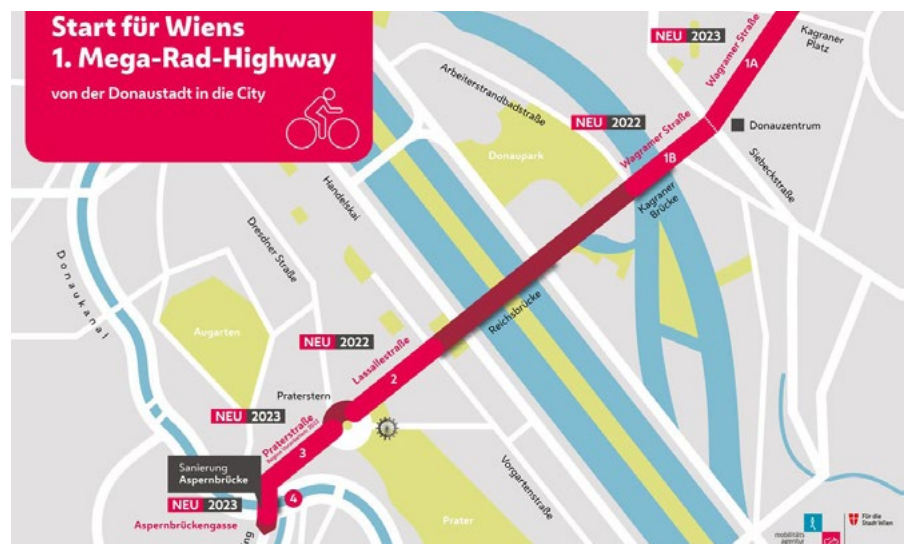 Start für Wiens
1. Mega-Rad-Highway
von der Donaustadt in die City
NEU 2023
Wagramer Straße
1A
Kagraner
Platz
Arbeiterstrandbadstraße
NEU 2022
Wagramer Straße
1B
Donauzentrum
Siebeckstraße
Donaupark
Kagraner
Brücke
Handelskai
Dresdner Straße
Donaukanal
Augarten
Reichsbrücke
NEU 2022
Lassallestraße
2
Praterstern
NEU 2023
Praterstraße
3
Sanierung
Aspernbrücke
NEU 2023
4
Aspernbrückengasse
Vorgartenstraße
Prater
mobilitäts
agentur
Für die
Stadt Wien